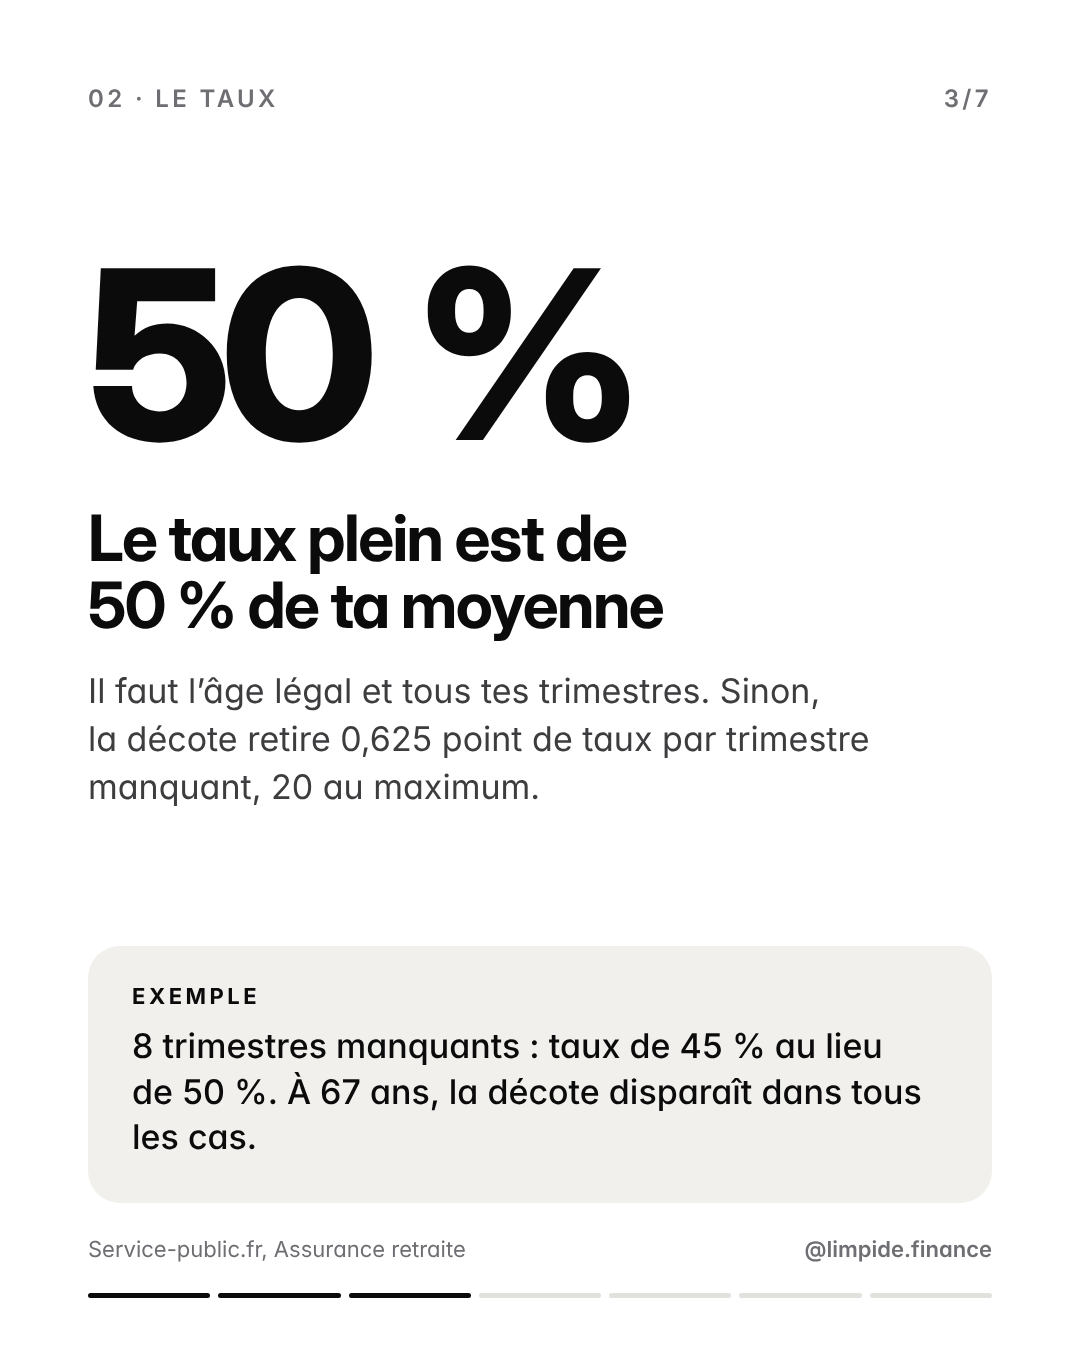 02 · LE TAUX
3/7
50 %
Le taux plein est de
50 % de ta moyenne
Il faut l’âge légal et tous tes trimestres. Sinon,
la décote retire 0,625 point de taux par trimestre
manquant, 20 au maximum.
EXEMPLE
8 trimestres manquants : taux de 45 % au lieu
de 50 %. À 67 ans, la décote disparaît dans tous
les cas.
Service-public.fr, Assurance retraite
@limpide.finance